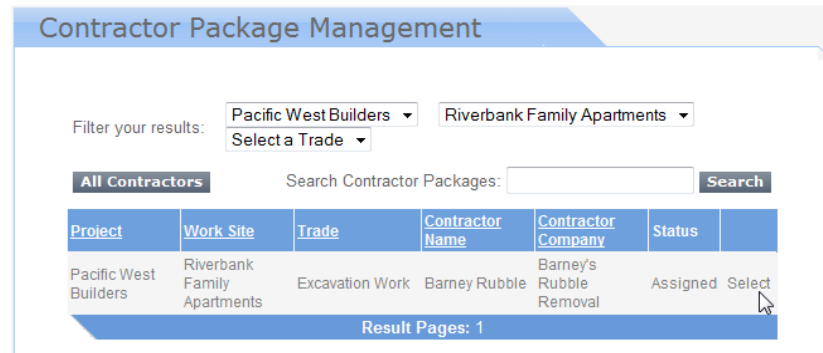 Contractor Package Management
Filter your results:
Pacific West Builders
Riverbank Family Apartments
Select a Trade
All Contractors
Search Contractor Packages:
Search
Project Work Site Trade Contractor Name Contractor Company Status
Pacific West Builders Riverbank Family Apartments Excavation Work Barney Rubble Barney's Rubble Removal Assigned Select
Result Pages: 1